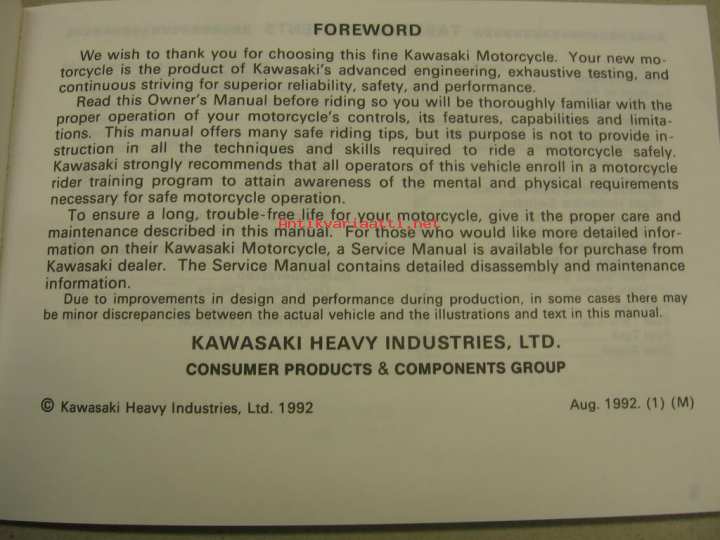 FOREWORD
We wish to thank you for choosing this fine Kawasaki Motorcycle. Your new mo-
torcycle is the product of Kawasaki's advanced engineering, exhaustive testing, and
continuous striving for superior reliability, safety, and performance.
Read this Owner's Manual before riding so you will be thoroughly familiar with the
proper operation of your motorcycle's controls, its features, capabilities and limita-
tions. This manual offers many safe riding tips, but its purpose is not to provide in-
struction in all the techniques and skills required to ride a motorcycle safely.
Kawasaki strongly recommends that all operators of this vehicle enroll in a motorcycle
rider training program to attain awareness of the mental and physical requirements
necessary for safe motorcycle operation.
To ensure a long, trouble-free life for your motorcycle, give it the proper care and
Antikvariaatti.net
maintenance described in this manual. For those who would like more detailed infor-
mation on their Kawasaki Motorcycle, a Service Manual is available for purchase from
Kawasaki dealer. The Service Manual contains detailed disassembly and maintenance
information.
Due to improvements in design and performance during production, in some cases there may
be minor discrepancies between the actual vehicle and the illustrations and text in this manual.
KAWASAKI HEAVY INDUSTRIES, LTD.
CONSUMER PRODUCTS & COMPONENTS GROUP
© Kawasaki Heavy Industries, Ltd. 1992
Aug. 1992. (1) (M)